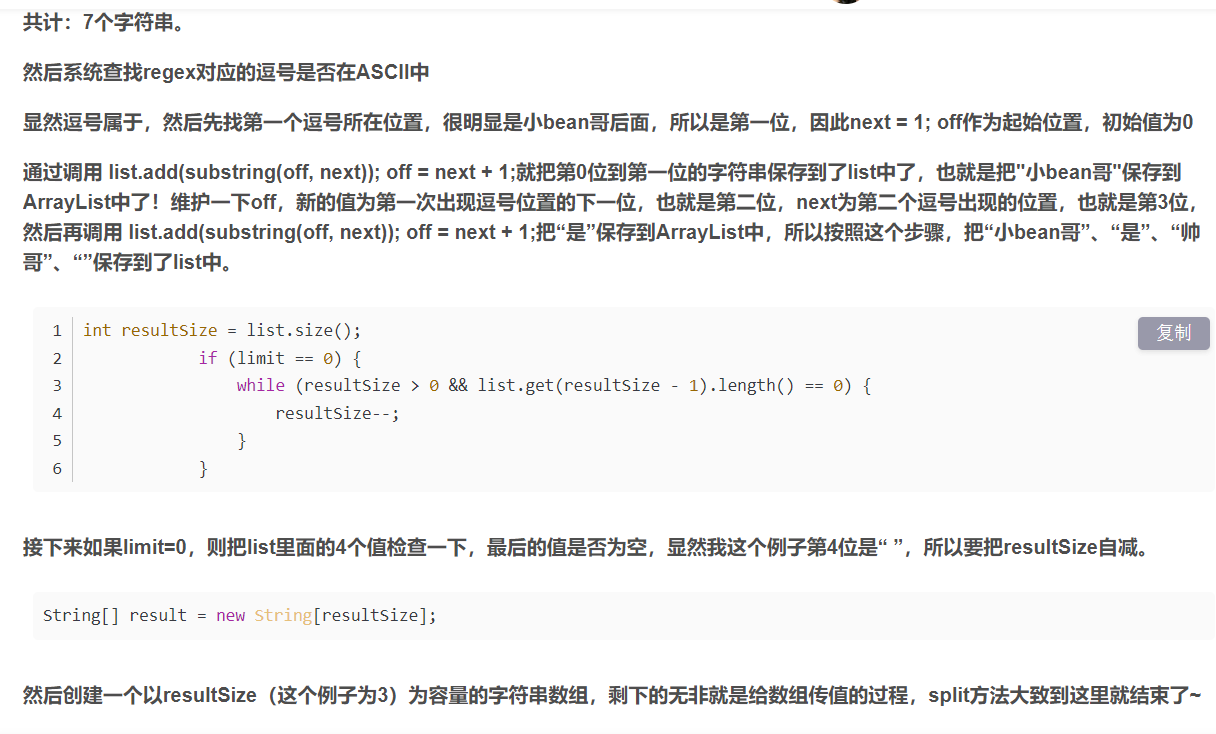 共计：7个字符串。
然后系统查找regex对应的逗号是否在ASCII中
显然逗号属于，然后先找第一个逗号所在位置，很明显是小bean哥后面，所以是第一位，因此next = 1; off作为起始位置，初始值为0
通过调用 list.add(substring(off, next)); off = next + 1;就把第0位到第一位的字符串保存到了list中了，也就是把"小bean哥"保存到
ArrayList中了！维护一下off，新的值为第一次出现逗号位置的下一位，也就是第二位，next为第二个逗号出现的位置，也就是第3位，
然后再调用 list.add(substring(off, next)); off = next + 1;把“是”保存到ArrayList中，所以按照这个步骤，把“小bean哥”、“是”、“帅
哥”、“”保存到了list中。
复制
1 int resultSize = list.size();
2 if (limit == 0) {
3 while (resultSize > 0 && list.get(resultSize - 1).length() == 0) {
4 resultSize--;
5 }
6 }
接下来如果limit=0，则把list里面的4个值检查一下，最后的值是否为空，显然我这个例子第4位是“ ”，所以要把resultSize自减。
String[] result = new String[resultSize];
然后创建一个以resultSize（这个例子为3）为容量的字符串数组，剩下的无非就是给数组传值的过程，split方法大致到这里就结束了~